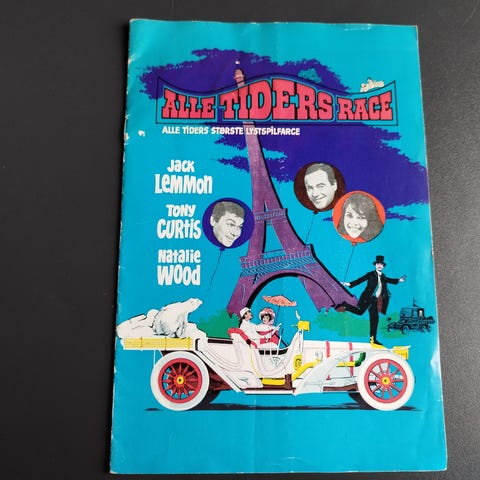 ALLE TIDERS RACE
ALLE TIDERS STØRSTE LYSTSPILFARCE
JACK
LEMMON
TONY
CURTIS
NATALIE
WOOD